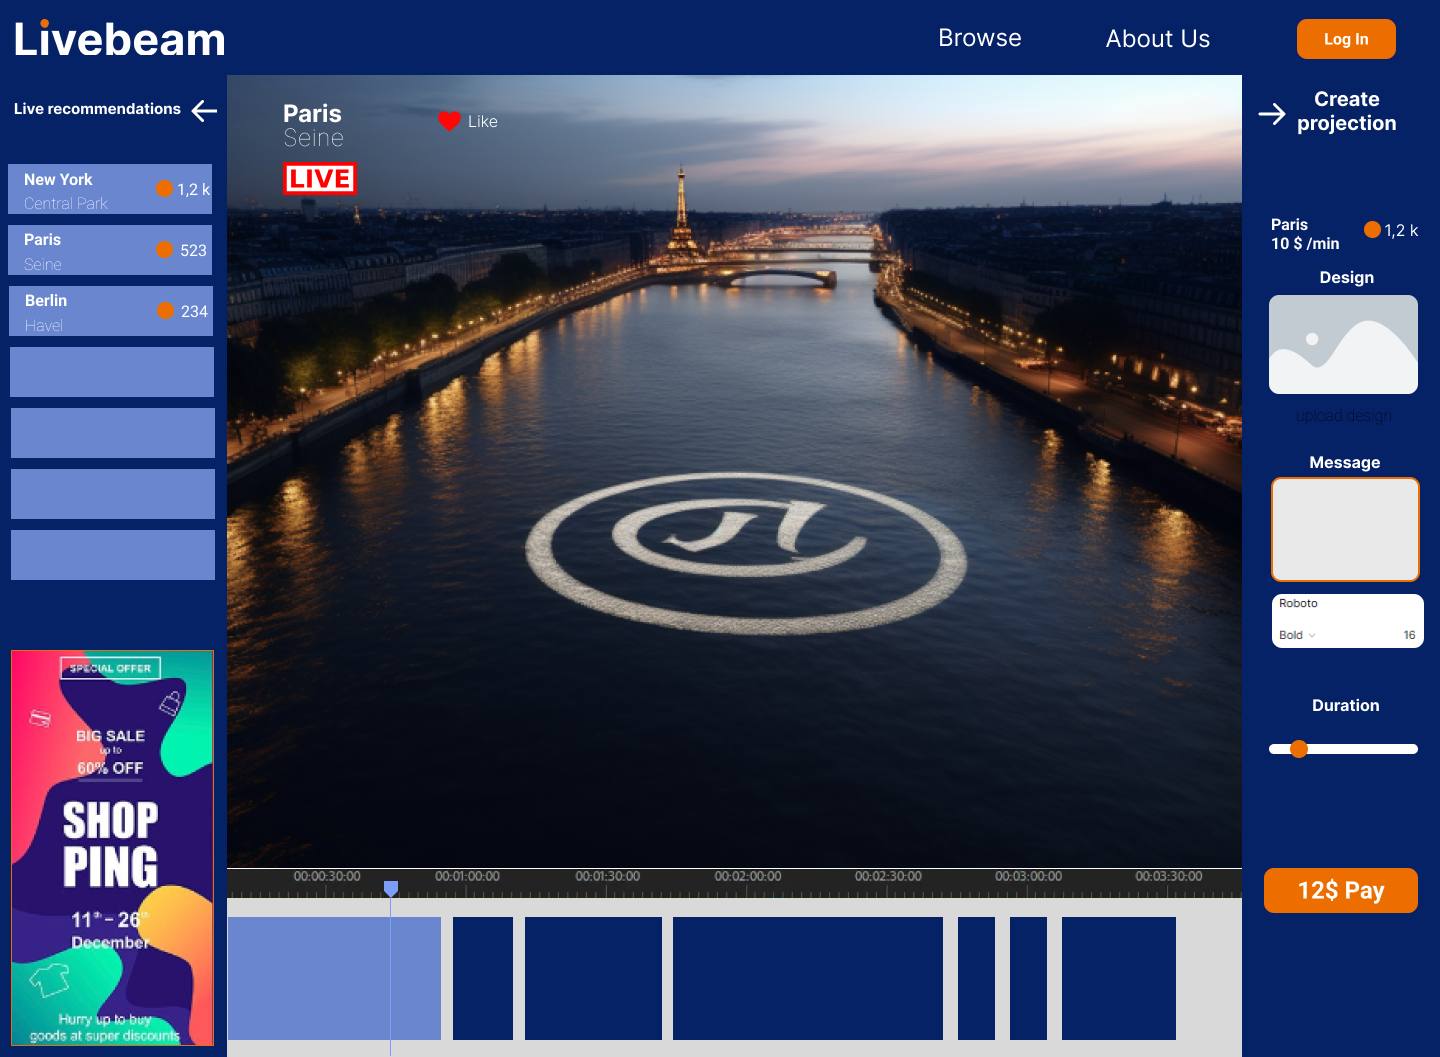 Livebeam
Browse
About Us
Log In
Live recommendations
New York
Central Park
1,2 k
Paris
Seine
523
Berlin
Havel
234
SPECIAL OFFER
BIG SALE
up to
60% OFF
SHOP
PING
11th - 26th
December
Hurry up to buy
goods at super discounts
Paris
Seine
Like
LIVE
00:00:30:00
00:01:00:00
00:01:30:00
00:02:00:00
00:02:30:00
00:03:00:00
00:03:30:00
Create
projection
Paris
10 $ /min
1,2 k
Design
upload design
Message
Roboto
Bold
16
Duration
12$ Pay